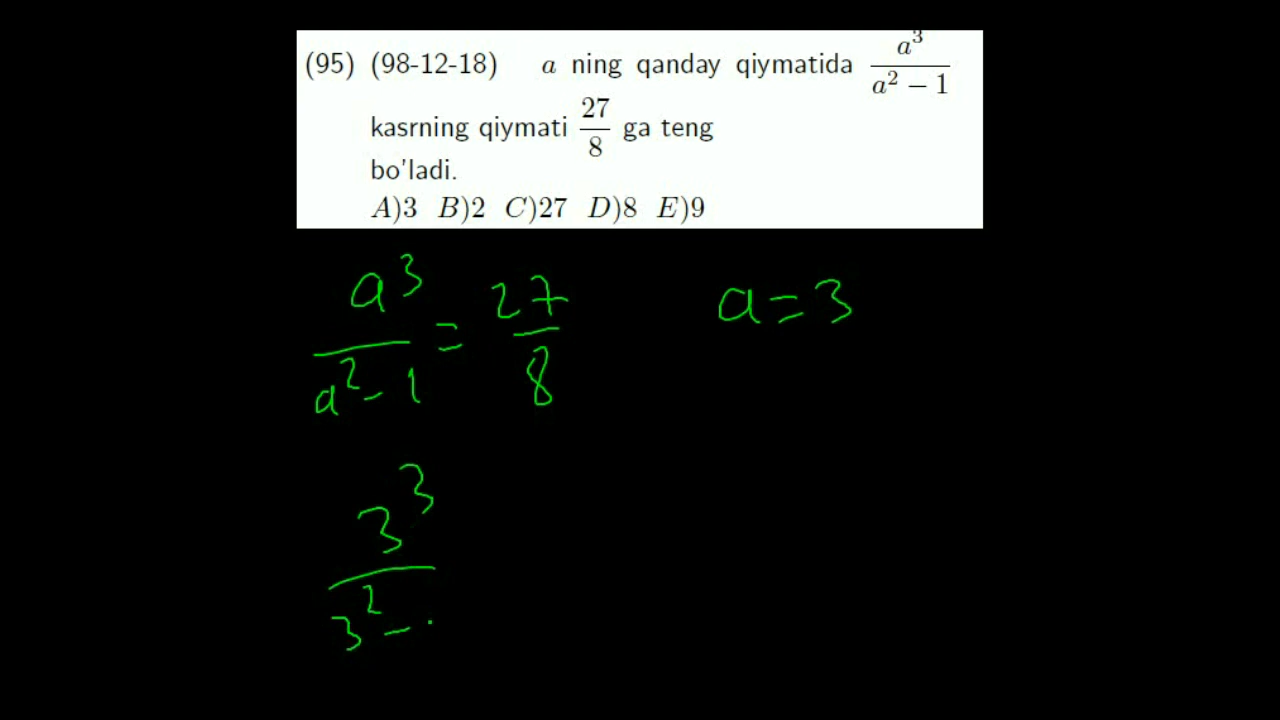 (95) (98-12-18) a ning qanday qiymatida a³/(a² − 1)
kasrning qiymati 27/8 ga teng
bo'ladi.
A)3 B)2 C)27 D)8 E)9
a³/(a² − 1) = 27/8 a = 3
3³/(3² −